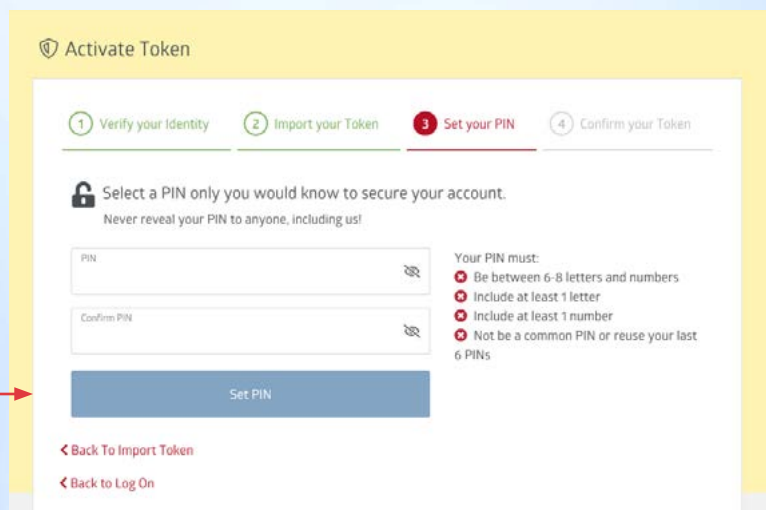 Activate Token
1 Verify your Identity
2 Import your Token
3 Set your PIN
4 Confirm your Token
Select a PIN only you would know to secure your account.
Never reveal your PIN to anyone, including us!
PIN
Confirm PIN
Set PIN
Your PIN must:
Be between 6-8 letters and numbers
Include at least 1 letter
Include at least 1 number
Not be a common PIN or reuse your last
6 PINs
Back To Import Token
Back to Log On